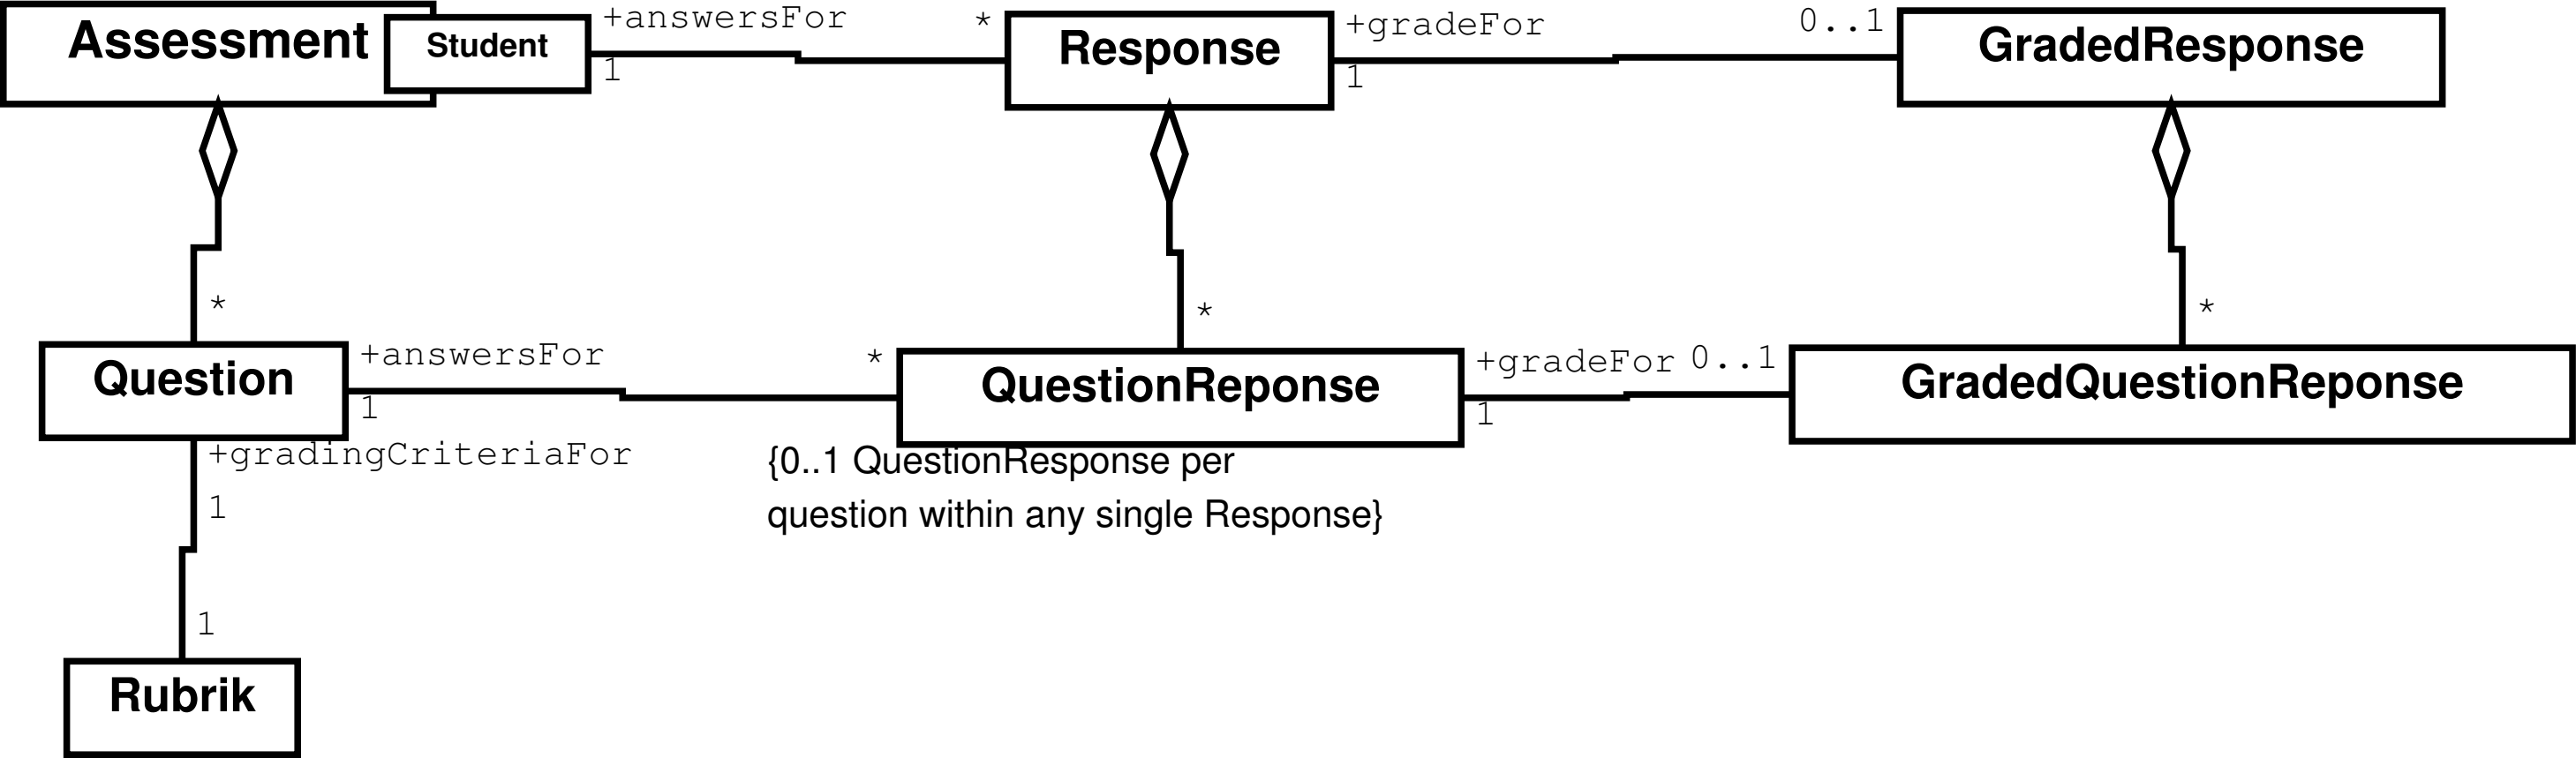 Assessment
Student
+answersFor
*
1
Response
+gradeFor
0..1
1
GradedResponse
*
*
*
Question
+answersFor
*
1
QuestionReponse
+gradeFor
0..1
1
GradedQuestionReponse
+gradingCriteriaFor
1
{0..1 QuestionResponse per
question within any single Response}
1
Rubrik